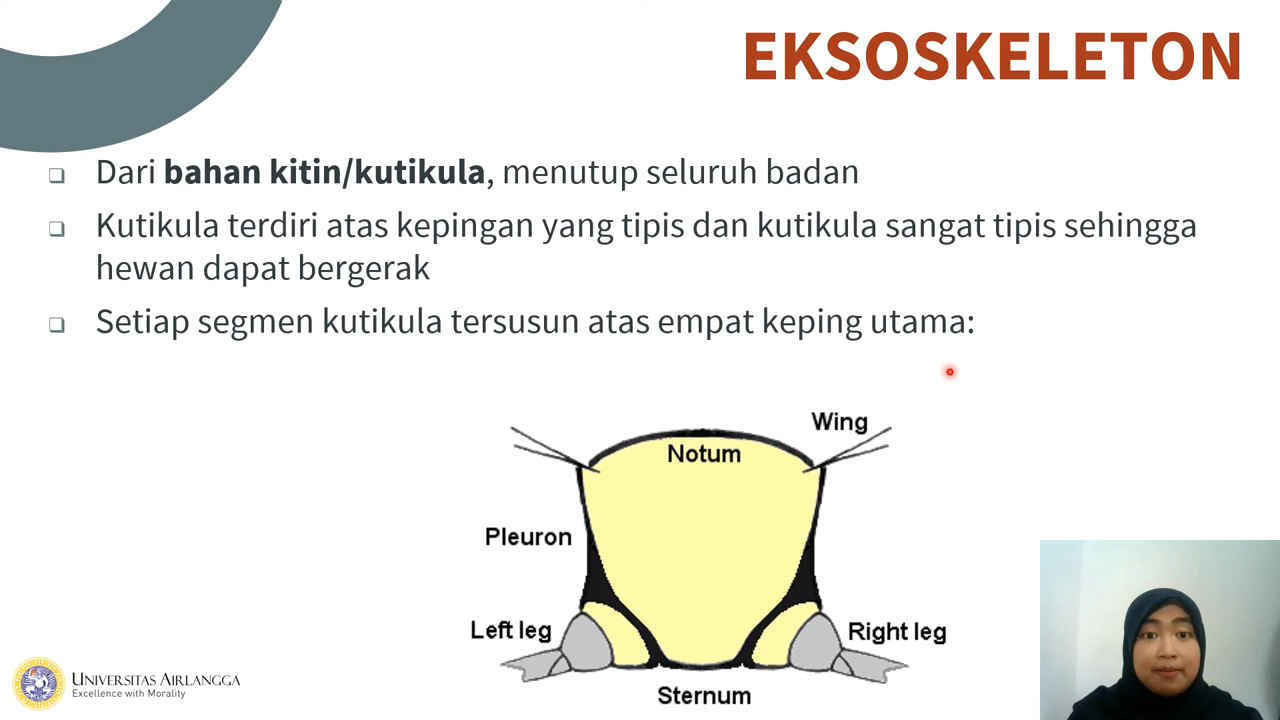 EKSOSKELETON
Dari bahan kitin/kutikula, menutup seluruh badan
Kutikula terdiri atas kepingan yang tipis dan kutikula sangat tipis sehingga
hewan dapat bergerak
Setiap segmen kutikula tersusun atas empat keping utama:
Wing
Notum
Pleuron
Left leg
Right leg
Sternum
UNIVERSITAS AIRLANGGA
Excellence with Morality